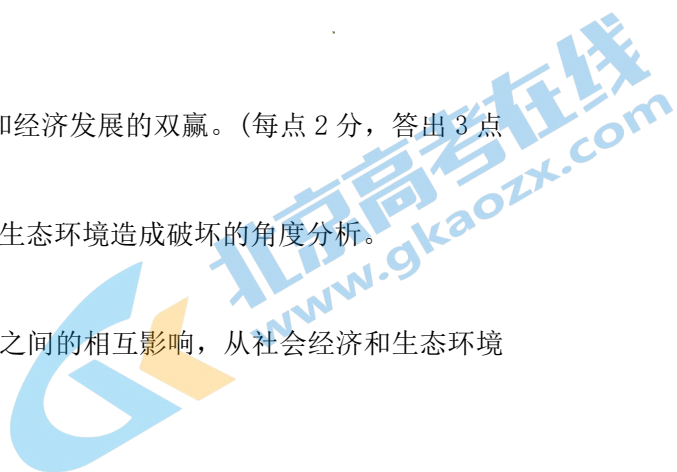 和经济发展的双赢。(每点 2 分，答出 3 点
生态环境造成破坏的角度分析。
之间的相互影响，从社会经济和生态环境
北京高考在线
www.gkaozx.com